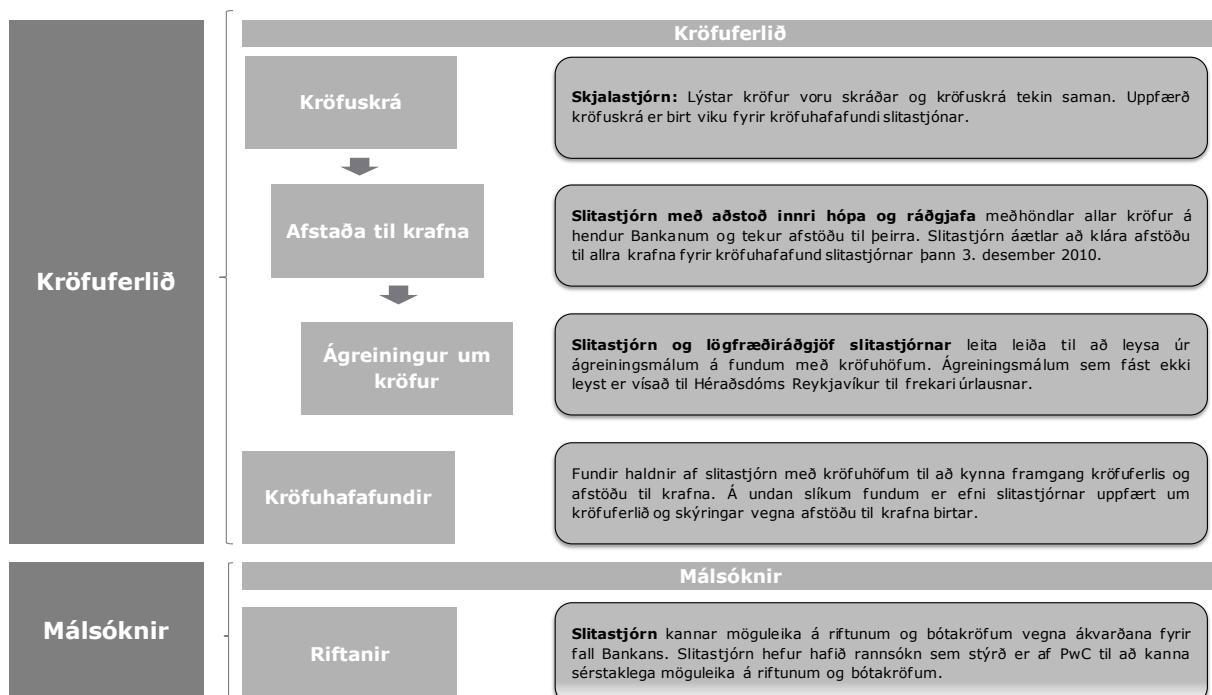 Kröfuferlið
Kröfuferlið
Kröfuskrá
Skjalastjórn: Lýstar kröfur voru skráðar og kröfuskrá tekin saman. Uppfærð
kröfuskrá er birt viku fyrir kröfuhafafundi slitastjónar.
Afstaða til krafna
Slitastjórn með aðstoð innri hópa og ráðgjafa meðhöndlar allar kröfur á
hendur Bankanum og tekur afstöðu til þeirra. Slitastjórn áætlar að klára afstöðu
til allra krafna fyrir kröfuhafafund slitastjórnar þann 3. desember 2010.
Ágreiningur um
kröfur
Slitastjórn og lögfræðiráðgjöf slitastjórnar leita leiða til að leysa úr
ágreiningsmálum á fundum með kröfuhöfum. Ágreiningsmálum sem fást ekki
leyst er vísað til Héraðsdóms Reykjavíkur til frekari úrlausnar.
Kröfuhafafundir
Fundir haldnir af slitastjórn með kröfuhöfum til að kynna framgang kröfuferlis og
afstöðu til krafna. Á undan slíkum fundum er efni slitastjórnar uppfært um
kröfuferlið og skýringar vegna afstöðu til krafna birtar.
Málsóknir
Málsóknir
Riftanir
Slitastjórn kannar möguleika á riftunum og bótakröfum vegna ákvarðana fyrir
fall Bankans. Slitastjórn hefur hafið rannsókn sem stýrð er af PwC til að kanna
sérstaklega möguleika á riftunum og bótakröfum.